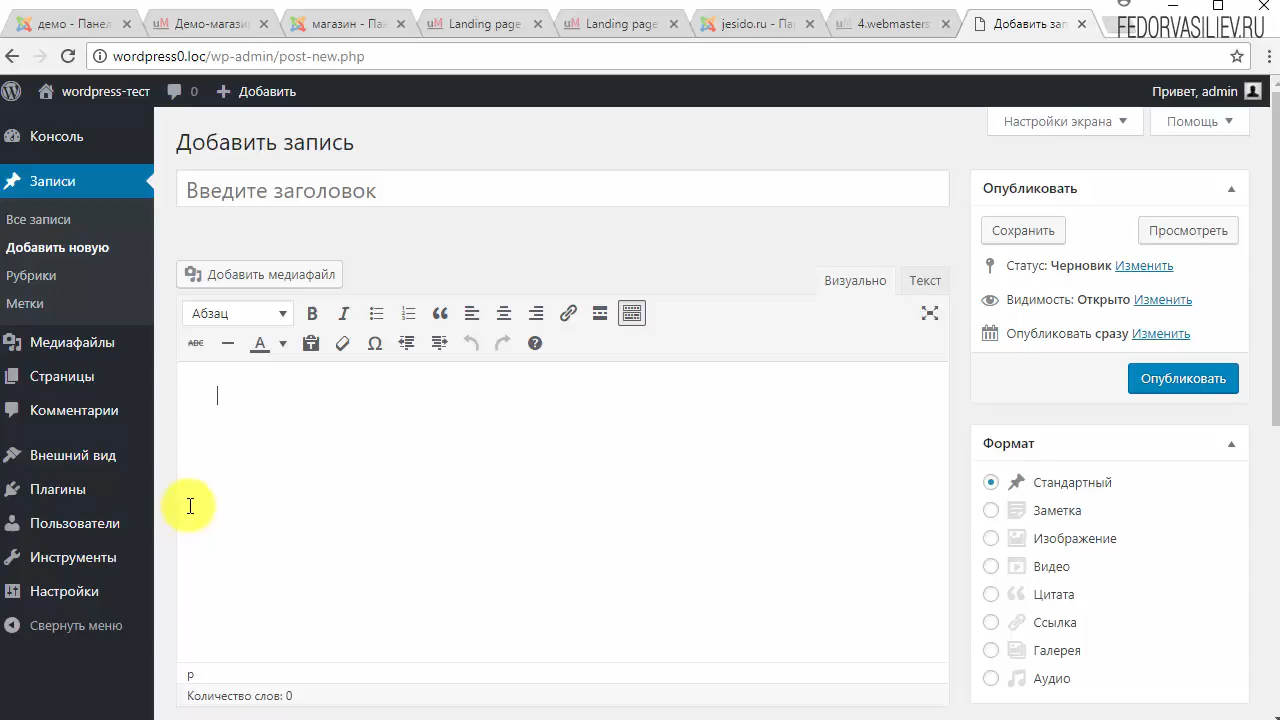 демо - Панел
Демо-магази
магазин - Пан
Landing page
Landing page
jesido.ru - Па
4.webmasters
Добавить зап
FEDORVASILIEV.RU
wordpress0.loc/wp-admin/post-new.php
wordpress-тест
0
Добавить
Привет, admin
Консоль
Записи
Все записи
Добавить новую
Рубрики
Метки
Медиафайлы
Страницы
Комментарии
Внешний вид
Плагины
Пользователи
Инструменты
Настройки
Свернуть меню
Настройки экрана
Помощь
Добавить запись
Введите заголовок
Добавить медиафайл
Визуально
Текст
Абзац
B I
ABC A
p
Количество слов: 0
Опубликовать
Сохранить
Просмотреть
Статус: Черновик Изменить
Видимость: Открыто Изменить
Опубликовать сразу Изменить
Опубликовать
Формат
Стандартный
Заметка
Изображение
Видео
Цитата
Ссылка
Галерея
Аудио